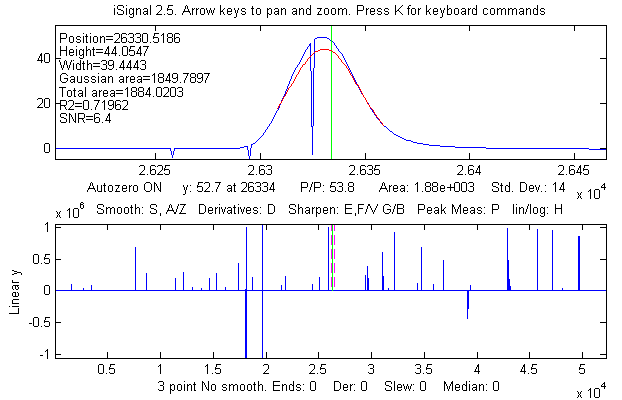 iSignal 2.5. Arrow keys to pan and zoom. Press K for keyboard commands
Position=26330.5186
Height=44.0547
Width=39.4443
Gaussian area=1849.7897
Total area=1884.0203
R2=0.71962
SNR=6.4
40
20
0
2.625 2.63 2.635 2.64 2.645
x 10^4
Autozero ON y: 52.7 at 26334 P/P: 53.8 Area: 1.88e+003 Std. Dev.: 14
x 10^6
Smooth: S, A/Z Derivatives: D Sharpen: E,F/V G/B Peak Meas: P lin/log: H
Linear y
1
0.5
0
-0.5
-1
0.5 1 1.5 2 2.5 3 3.5 4 4.5 5
x 10^4
3 point No smooth. Ends: 0 Der: 0 Slew: 0 Median: 0